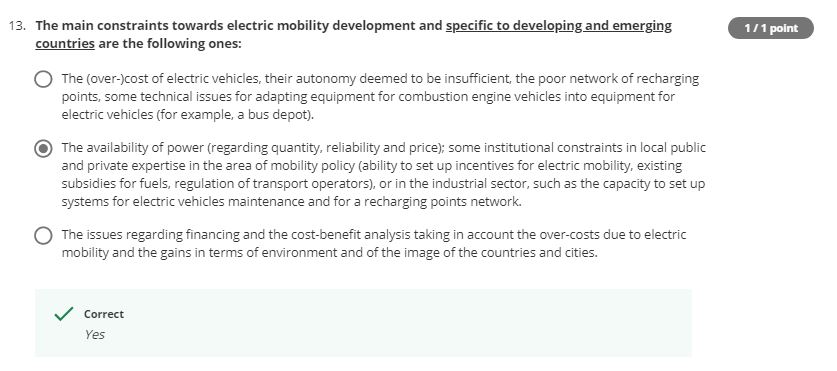 13. The main constraints towards electric mobility development and specific to developing and emerging
countries are the following ones:
1 / 1 point
The (over-)cost of electric vehicles, their autonomy deemed to be insufficient, the poor network of recharging
points, some technical issues for adapting equipment for combustion engine vehicles into equipment for
electric vehicles (for example, a bus depot).
The availability of power (regarding quantity, reliability and price); some institutional constraints in local public
and private expertise in the area of mobility policy (ability to set up incentives for electric mobility, existing
subsidies for fuels, regulation of transport operators), or in the industrial sector, such as the capacity to set up
systems for electric vehicles maintenance and for a recharging points network.
The issues regarding financing and the cost-benefit analysis taking in account the over-costs due to electric
mobility and the gains in terms of environment and of the image of the countries and cities.
Correct
Yes